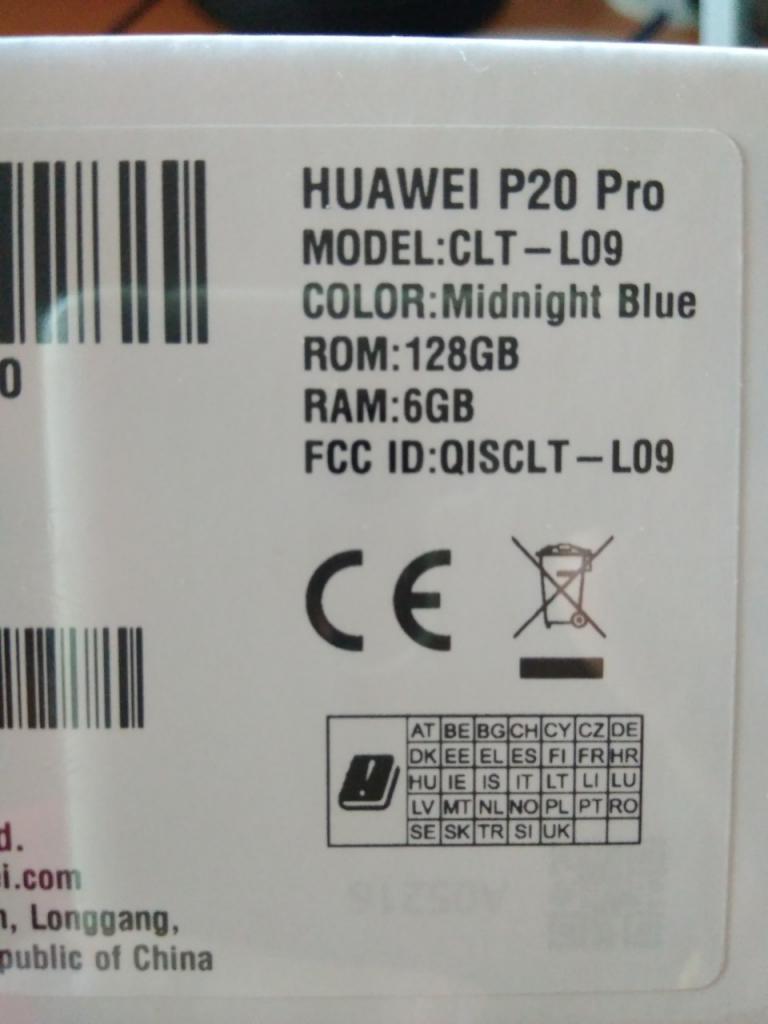 HUAWEI P20 Pro
MODEL:CLT-L09
COLOR:Midnight Blue
ROM:128GB
RAM:6GB
FCC ID:QISCLT-L09
0
CE
AT BE BG CH CY CZ DE
DK EE EL ES FI FR HR
HU IE IS IT LT LI LU
LV MT NL NO PL PT RO
SE SK TR SI UK
d.
i.com
n, Longgang,
public of China
A05216